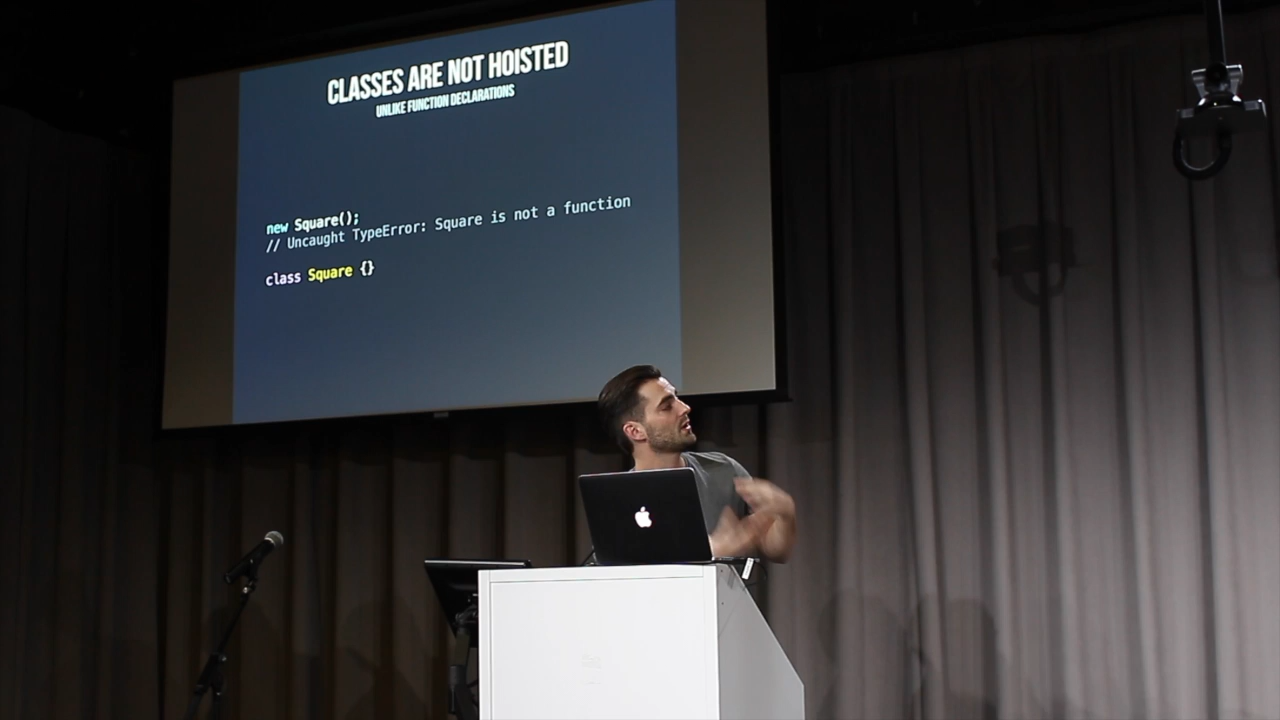 CLASSES ARE NOT HOISTED
UNLIKE FUNCTION DECLARATIONS
new Square();
// Uncaught TypeError: Square is not a function
class Square {}